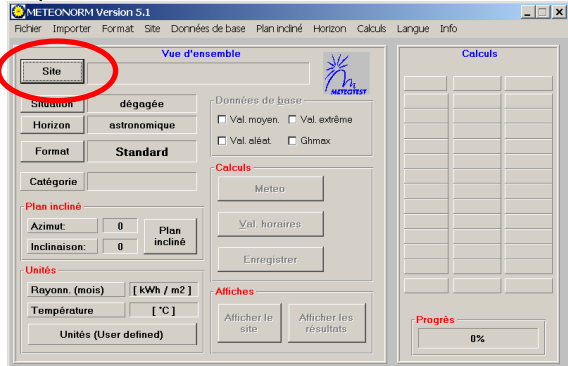 METEONORM Version 5.1
Fichier Importer Format Site Données de base Plan incliné Horizon Calculs Langue Info
Vue d'ensemble
Site
METEOTEST
Situation dégagée
Horizon astronomique
Format Standard
Catégorie
Plan incliné
Azimut: 0
Inclinaison: 0
Plan
incliné
Unités
Rayonn. (mois) [ kWh / m2 ]
Température [ °C ]
Unités (User defined)
Données de base
Val. moyen. Val. extrême
Val. aléat. Ghmax
Calculs
Meteo
Val. horaires
Enregistrer
Affiches
Afficher le
site
Afficher les
résultats
Calculs
Progrès
0%